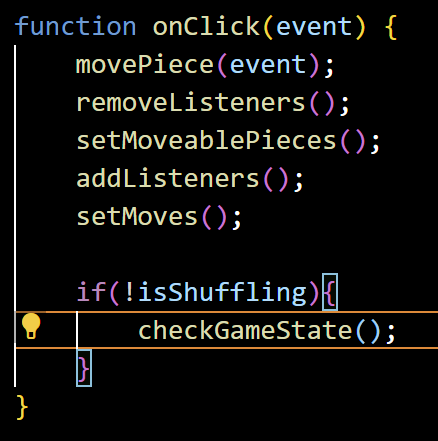 function onClick(event) {
    movePiece(event);
    removeListeners();
    setMoveablePieces();
    addListeners();
    setMoves();

    if(!isShuffling){
        checkGameState();
    }
}